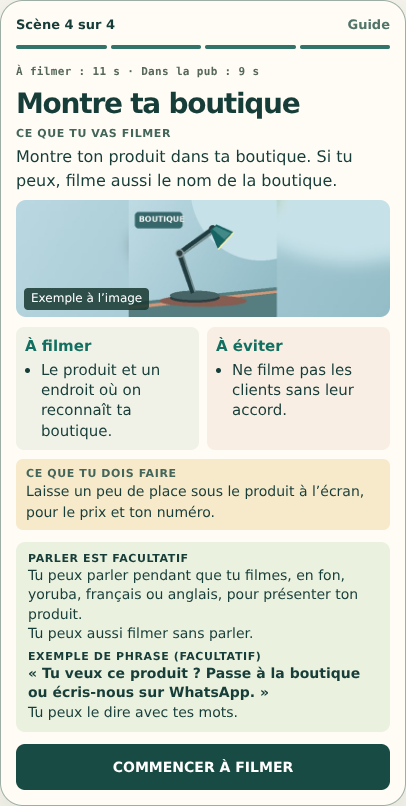 Scène 4 sur 4
Guide
À filmer : 11 s · Dans la pub : 9 s
Montre ta boutique
CE QUE TU VAS FILMER
Montre ton produit dans ta boutique. Si tu
peux, filme aussi le nom de la boutique.
BOUTIQUE
Exemple à l’image
À filmer
• Le produit et un
endroit où on
reconnaît ta
boutique.
À éviter
• Ne filme pas les
clients sans leur
accord.
CE QUE TU DOIS FAIRE
Laisse un peu de place sous le produit à l’écran,
pour le prix et ton numéro.
PARLER EST FACULTATIF
Tu peux parler pendant que tu filmes, en fon,
yoruba, français ou anglais, pour présenter ton
produit.
Tu peux aussi filmer sans parler.
EXEMPLE DE PHRASE (FACULTATIF)
« Tu veux ce produit ? Passe à la boutique
ou écris-nous sur WhatsApp. »
Tu peux le dire avec tes mots.
COMMENCER À FILMER